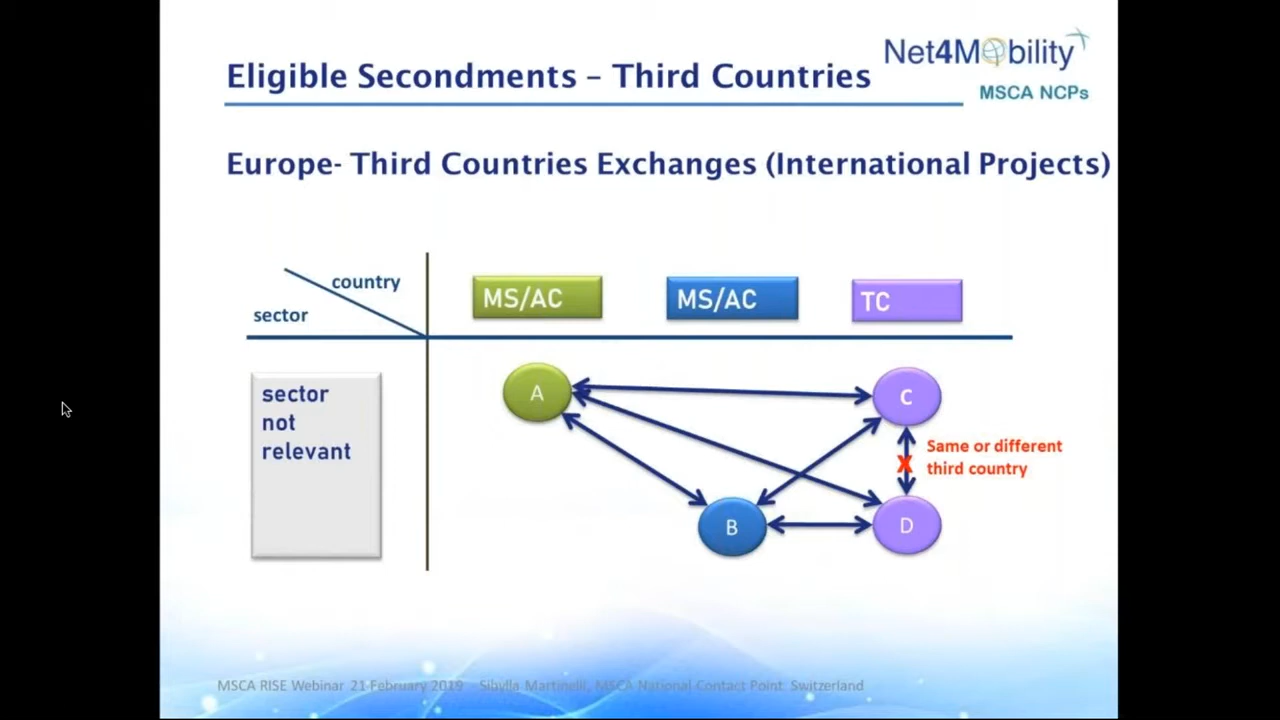 Net4Mobility
MSCA NCPs
Eligible Secondments – Third Countries
Europe- Third Countries Exchanges (International Projects)
country
sector
MS/AC
MS/AC
TC
sector
not
relevant
A
C
Same or different
third country
X
B
D
MSCA RISE Webinar 21 February 2019 Sibylla Martinelli, MSCA National Contact Point Switzerland